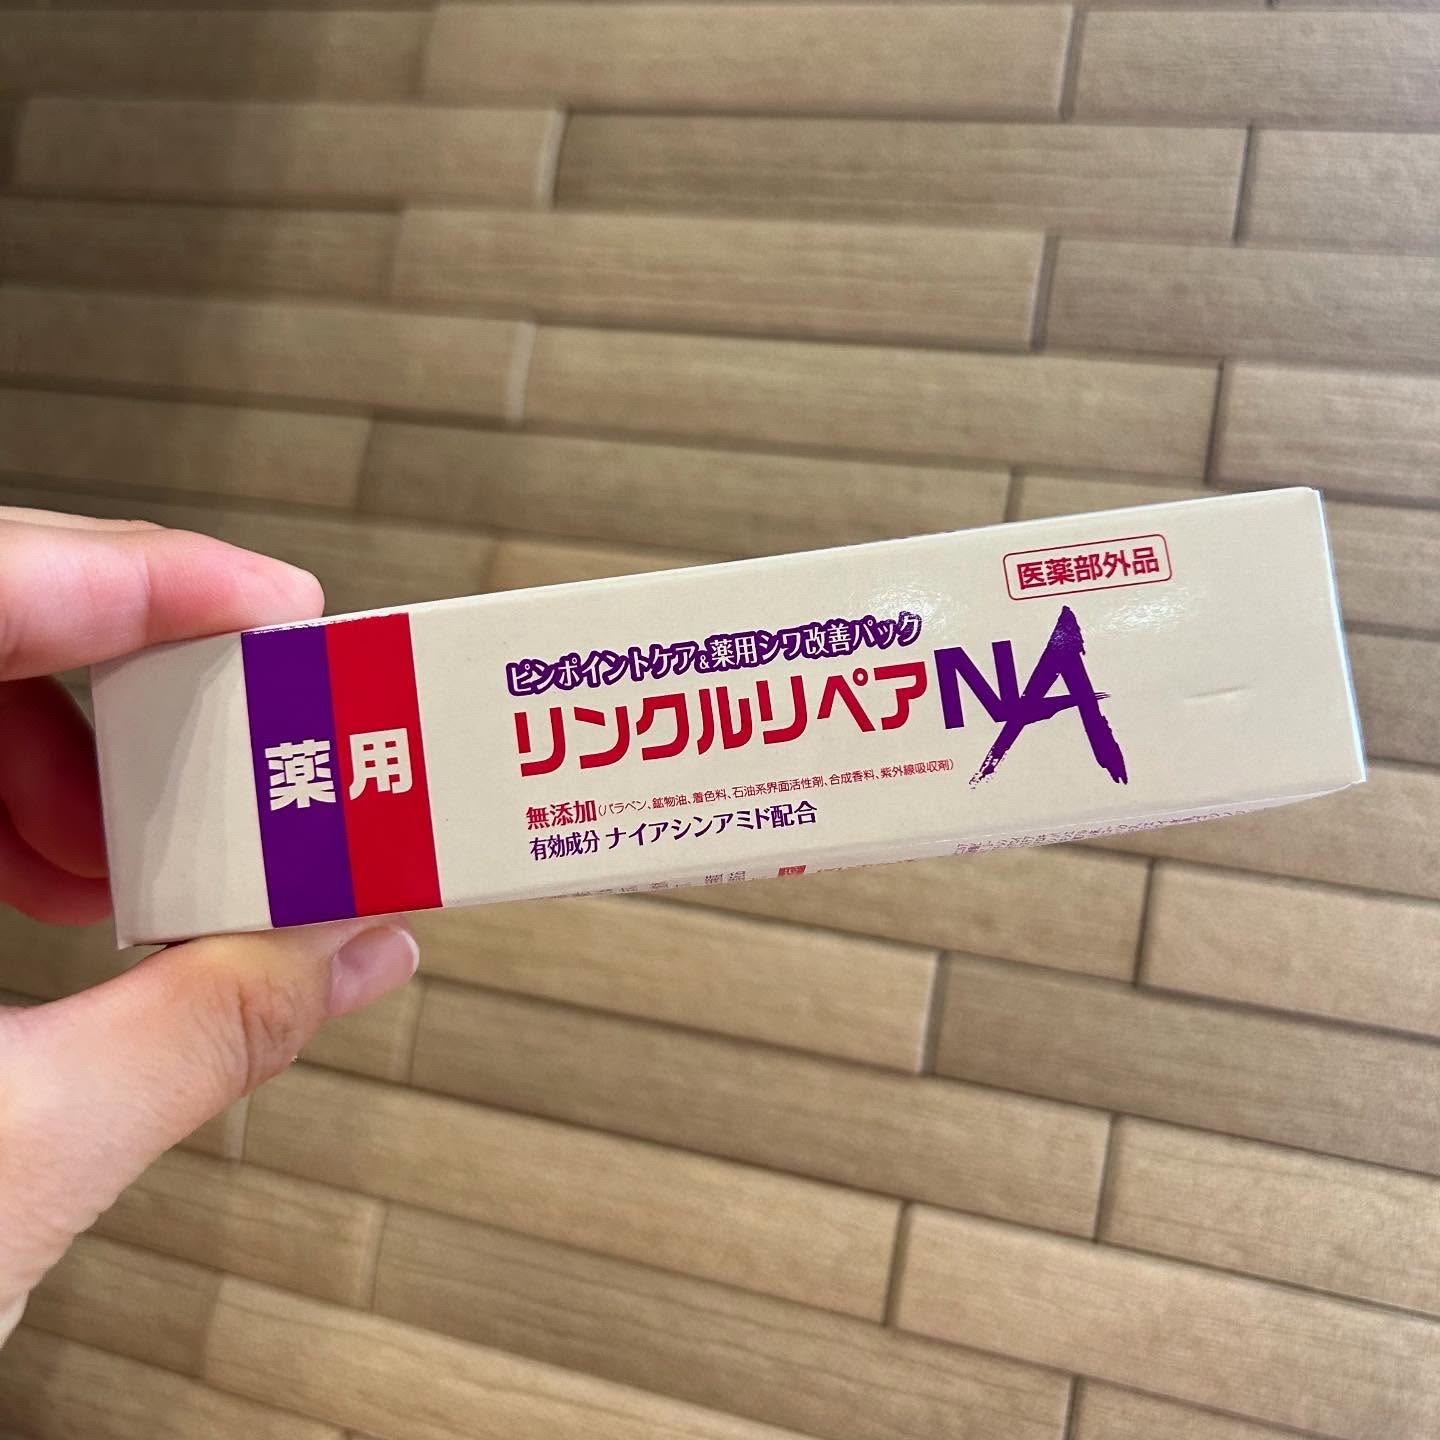 医薬部外品
ピンポイントケア&薬用シワ改善パック
リンクルリペアNA
薬用
無添加(パラベン、鉱物油、着色料、石油系界面活性剤、合成香料、紫外線吸収剤)
有効成分 ナイアシンアミド配合